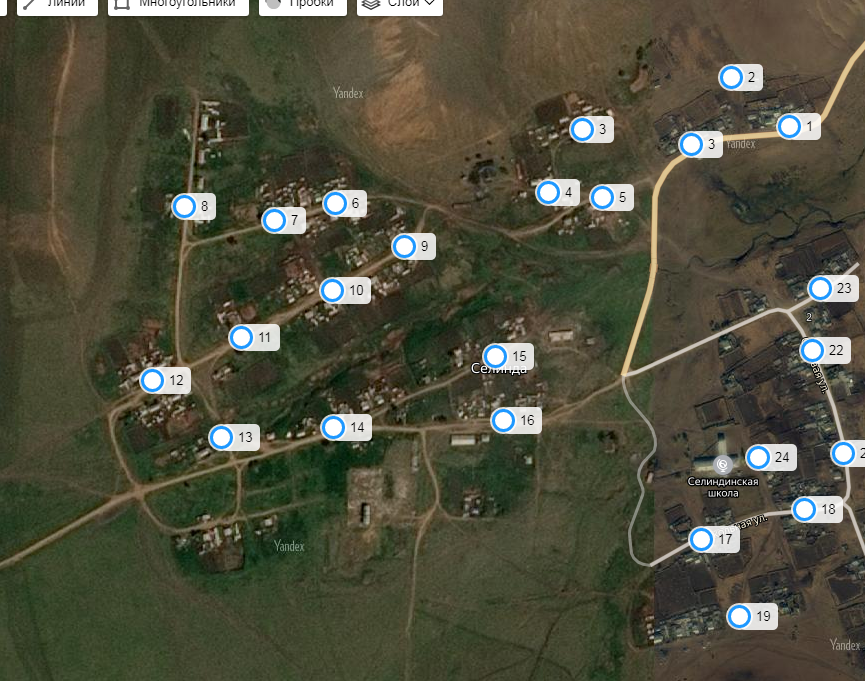 Линии
Многоугольники
Пробки
Слои
Yandex
2
1
3
3
Yandex
4
5
6
7
8
9
10
11
12
13
14
15
Селинда
16
23
2
22
24
Селиндинская
школа
18
17
19
Yandex
Yandex